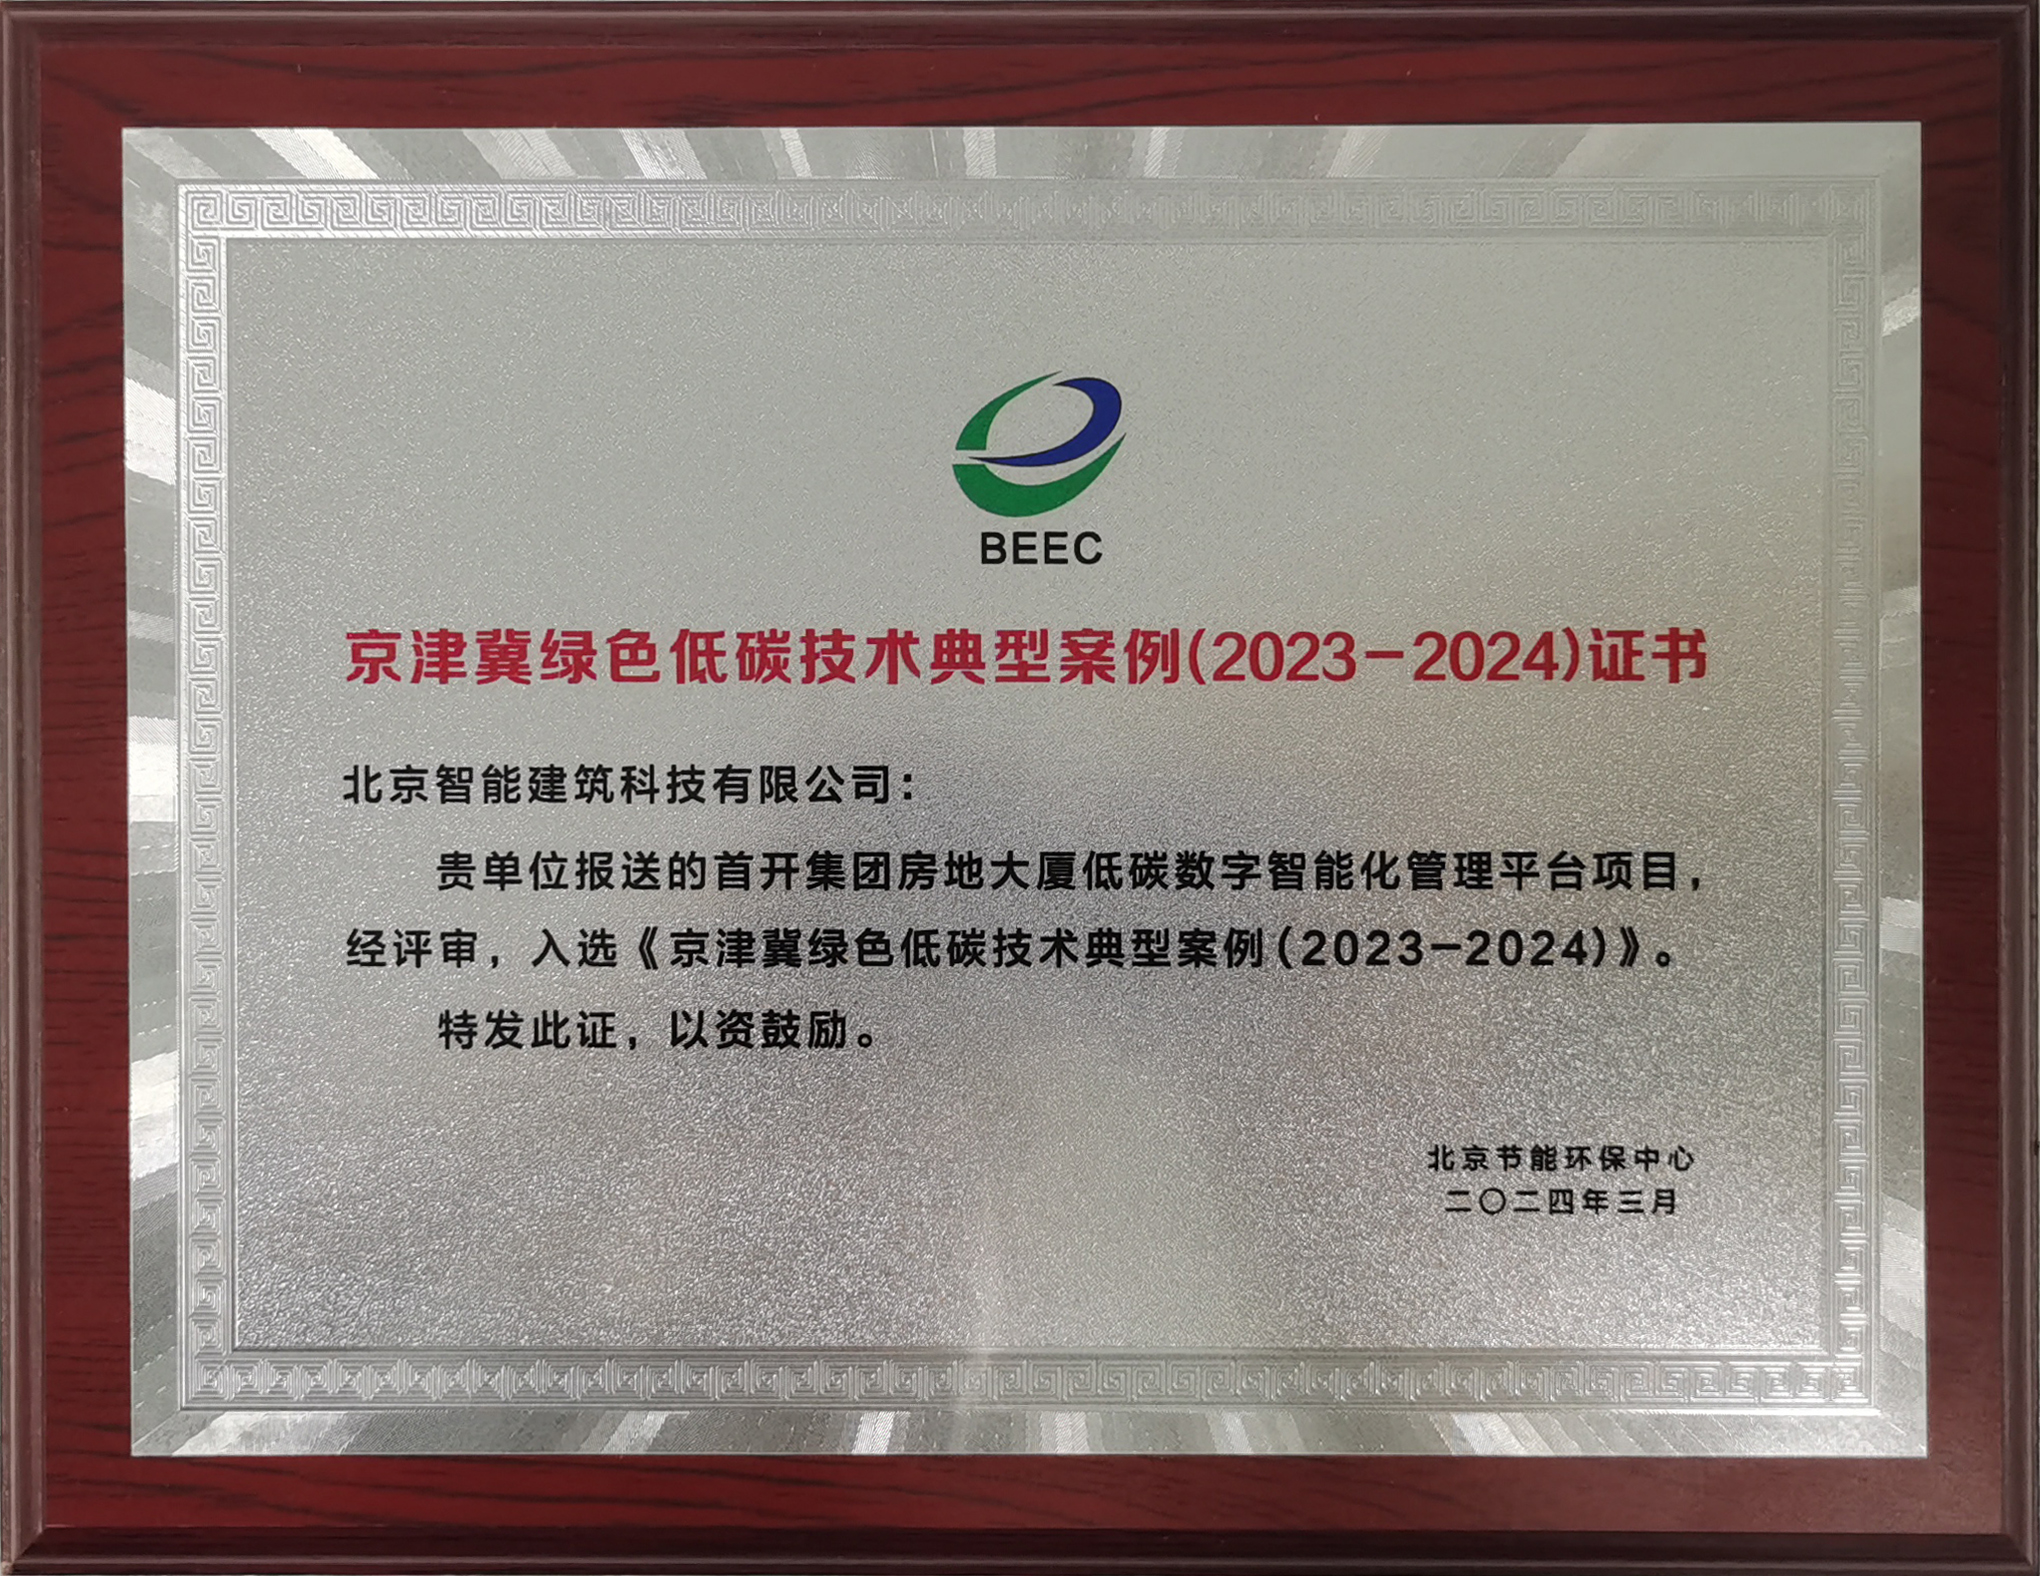 BEEC
京津冀绿色低碳技术典型案例(2023-2024)证书
北京智能建筑科技有限公司：
贵单位报送的首开集团房地大厦低碳数字智能化管理平台项目，
经评审，入选《京津冀绿色低碳技术典型案例(2023-2024)》。
特发此证，以资鼓励。
北京节能环保中心
二〇二四年三月